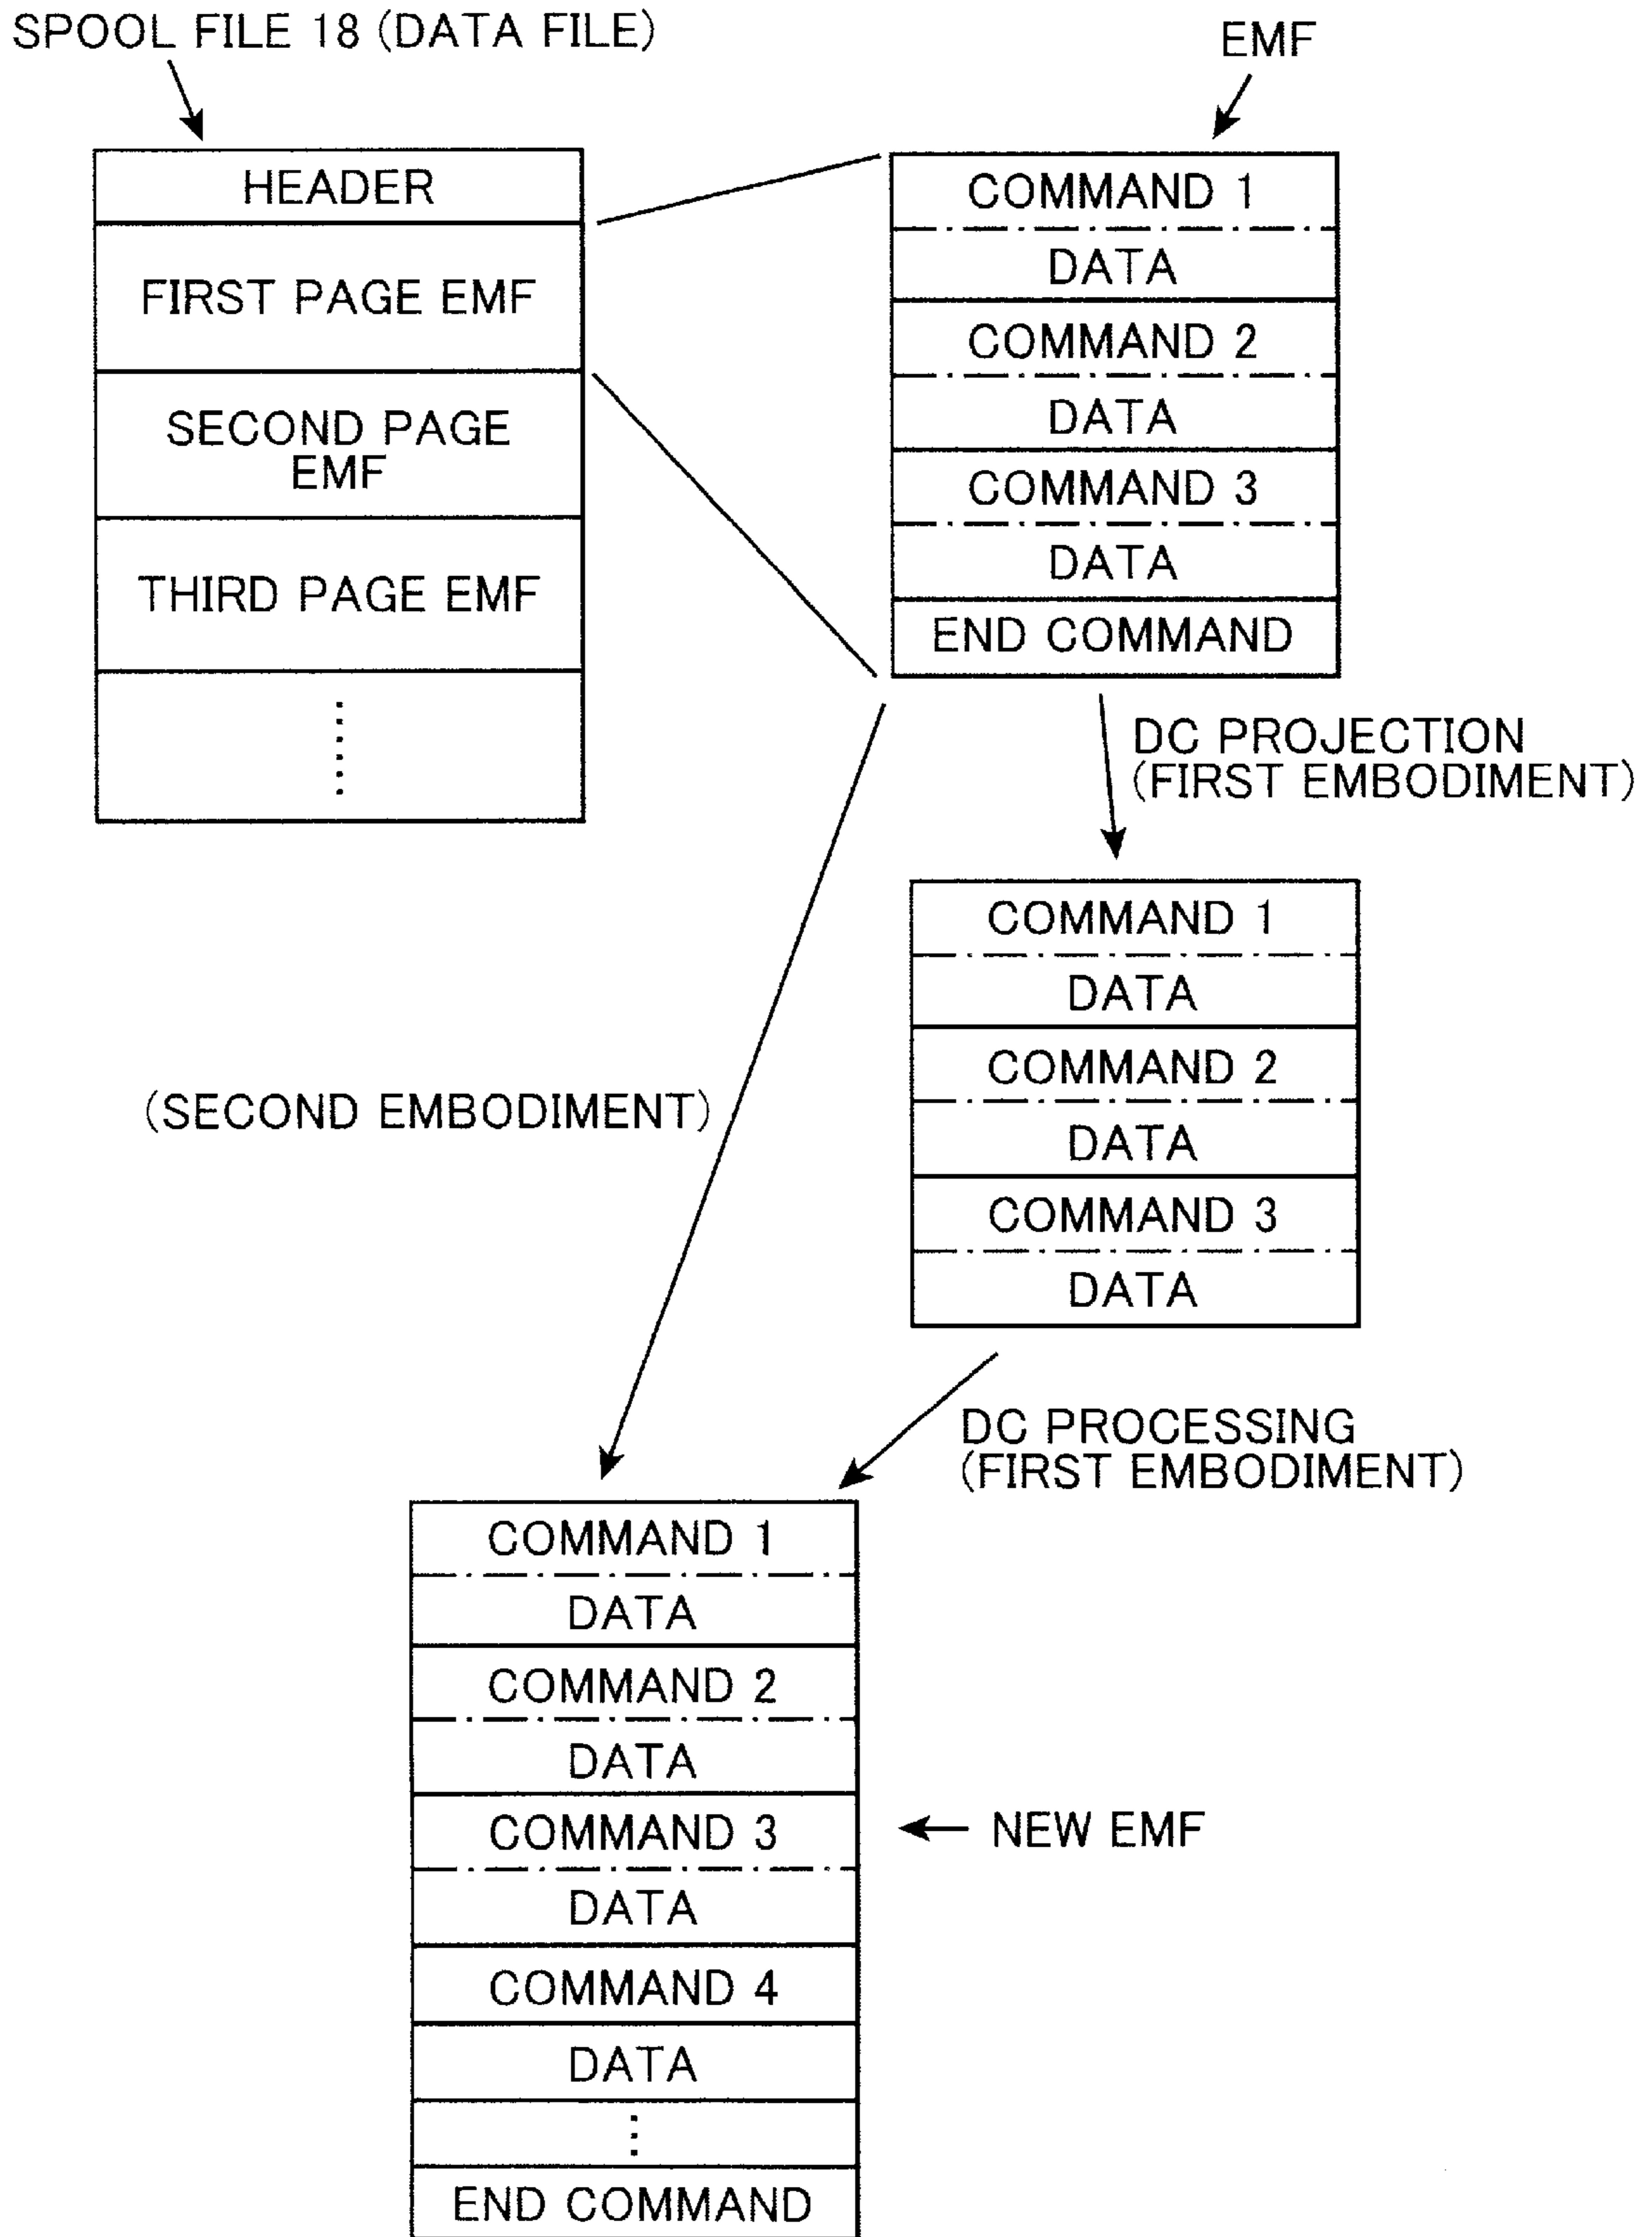 SPOOL FILE 18 (DATA FILE)
HEADER
FIRST PAGE EMF
SECOND PAGE
EMF
THIRD PAGE EMF
EMF
COMMAND 1
DATA
COMMAND 2
DATA
COMMAND 3
DATA
END COMMAND
DC PROJECTION
(FIRST EMBODIMENT)
COMMAND 1
DATA
COMMAND 2
DATA
COMMAND 3
DATA
(SECOND EMBODIMENT)
DC PROCESSING
(FIRST EMBODIMENT)
COMMAND 1
DATA
COMMAND 2
DATA
COMMAND 3
DATA
COMMAND 4
DATA
END COMMAND
NEW EMF